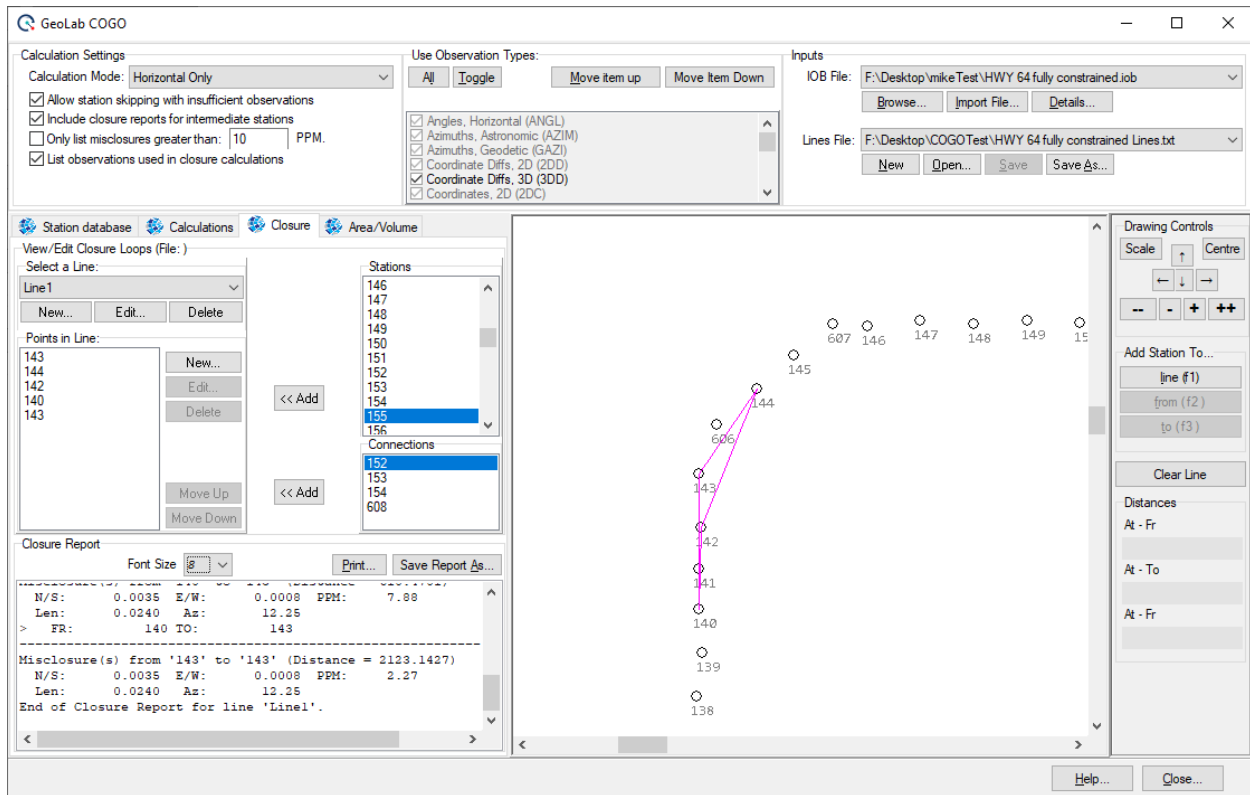 GeoLab COGO
Calculation Settings
Calculation Mode: Horizontal Only
Allow station skipping with insufficient observations
Include closure reports for intermediate stations
Only list misclosures greater than: 10 PPM.
List observations used in closure calculations
Use Observation Types:
All Toggle Move item up Move Item Down
Angles, Horizontal (ANGL)
Azimuths, Astronomic (AZIM)
Azimuths, Geodetic (GAZI)
Coordinate Diffs, 2D (2DD)
Coordinate Diffs, 3D (3DD)
Coordinates, 2D (2DC)
Inputs
IOB File: F:\Desktop\mikeTest\HWY 64 fully constrained.iob
Browse... Import File... Details...
Lines File: F:\Desktop\COGOTest\HWY 64 fully constrained Lines.txt
New Open... Save Save As...
Station database Calculations Closure Area/Volume
View/Edit Closure Loops (File: )
Select a Line:
Line1
New... Edit... Delete
Points in Line:
143
144
142
140
143
New...
Edit...
Delete
Move Up
Move Down
<< Add
<< Add
Stations
146
147
148
149
150
151
152
153
154
155
156
Connections
152
153
154
608
Closure Report
Font Size 8 Print... Save Report As...
N/S: 0.0035 E/W: 0.0008 PPM: 7.88
Len: 0.0240 Az: 12.25
> FR: 140 TO: 143
Misclosure(s) from '143' to '143' (Distance = 2123.1427)
N/S: 0.0035 E/W: 0.0008 PPM: 2.27
Len: 0.0240 Az: 12.25
End of Closure Report for line 'Line1'.
607 146 147 148 149 15
145
144
606
143
142
141
140
139
138
Drawing Controls
Scale ↑ Centre
← ↓ →
-- - + ++
Add Station To...
line (f1)
from (f2)
to (f3)
Clear Line
Distances
At - Fr
At - To
At - Fr
Help... Close...